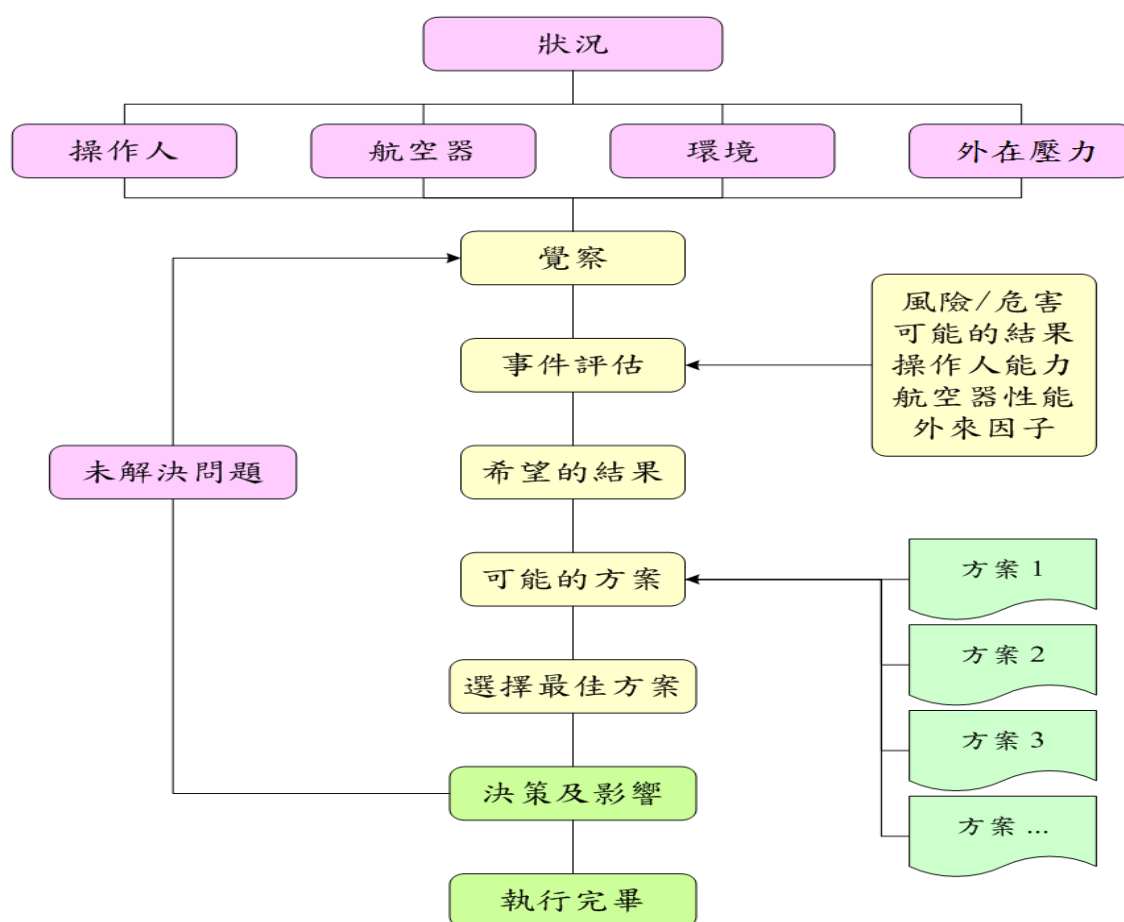 狀況
操作人
航空器
環境
外在壓力
覺察
事件評估
風險/危害
可能的結果
操作人能力
航空器性能
外來因子
未解決問題
希望的結果
可能的方案
方案 1
方案 2
方案 3
方案 ...
選擇最佳方案
決策及影響
執行完畢